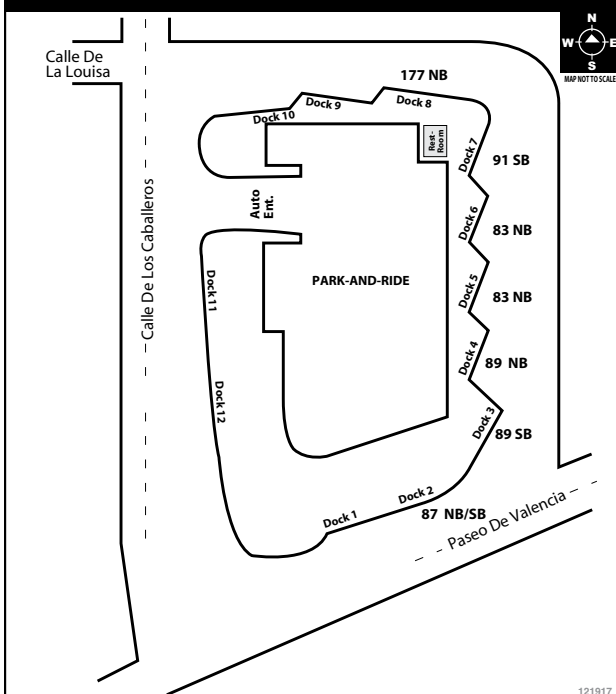 N
W E
S
MAP NOT TO SCALE
Calle De
La Louisa
177 NB
Dock 9
Dock 8
Dock 10
Rest-
Room
Dock 7
91 SB
Auto
Ent.
Dock 6
83 NB
Calle De Los Caballeros
PARK-AND-RIDE
Dock 11
Dock 5
83 NB
Dock 4
89 NB
Dock 12
Dock 3
89 SB
Dock 2
Dock 1
87 NB/SB
Paseo De Valencia
121917